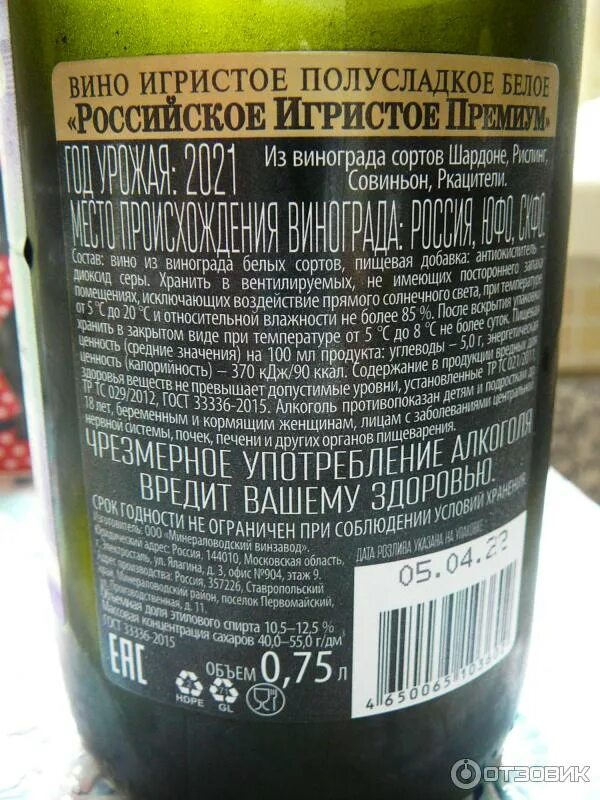 ВИНО ИГРИСТОЕ ПОЛУСЛАДКОЕ БЕЛОЕ
«РОССИЙСКОЕ ИГРИСТОЕ ПРЕМИУМ»
ГОД УРОЖАЯ: 2021
Из винограда сортов Шардоне, Рислинг,
Совиньон, Ркацители.
МЕСТО ПРОИСХОЖДЕНИЯ ВИНОГРАДА: РОССИЯ, ЮФО, СКФО.
Состав: вино из винограда белых сортов, пищевая добавка: антиокислитель –
диоксид серы. Хранить в вентилируемых, не имеющих постороннего запаха
помещениях, исключающих воздействие прямого солнечного света, при температуре
от 5 °С до 20 °С и относительной влажности не более 85 %. После вскрытия упаковки
хранить в закрытом виде при температуре от 5 °С до 8 °С не более суток. Пищевая
ценность (средние значения) на 100 мл продукта: углеводы – 5,0 г, энергетическая
ценность (калорийность) – 370 кДж/90 ккал. Содержание в продукции вредных для
здоровья веществ не превышает допустимые уровни, установленные ТР ТС 021/2011,
ТР ТС 029/2012, ГОСТ 33336-2015. Алкоголь противопоказан детям и подросткам до
18 лет, беременным и кормящим женщинам, лицам с заболеваниями центральной
нервной системы, почек, печени и других органов пищеварения.
ЧРЕЗМЕРНОЕ УПОТРЕБЛЕНИЕ АЛКОГОЛЯ
ВРЕДИТ ВАШЕМУ ЗДОРОВЬЮ.
СРОК ГОДНОСТИ НЕ ОГРАНИЧЕН ПРИ СОБЛЮДЕНИИ УСЛОВИЙ ХРАНЕНИЯ
Изготовитель: ООО «Минераловодский винзавод».
Юридический адрес: Россия, 144010, Московская область,
г. Электросталь, ул. Ялагина, д. 3, офис №904, этаж 9.
Адрес производства: Россия, 357226, Ставропольский
Минераловодский район, поселок Первомайский,
Производственная, д. 11.
Объемная доля этилового спирта 10,5–12,5 %
Массовая концентрация сахаров 40,0–55,0 г/дм³
ГОСТ 33336-2015
ДАТА РОЗЛИВА УКАЗАНА НА УПАКОВКЕ:
05.04.22
EAC
HDPE
GL
ОБЪЕМ 0,75 Л
4 650065 1036
ОТЗОВИК